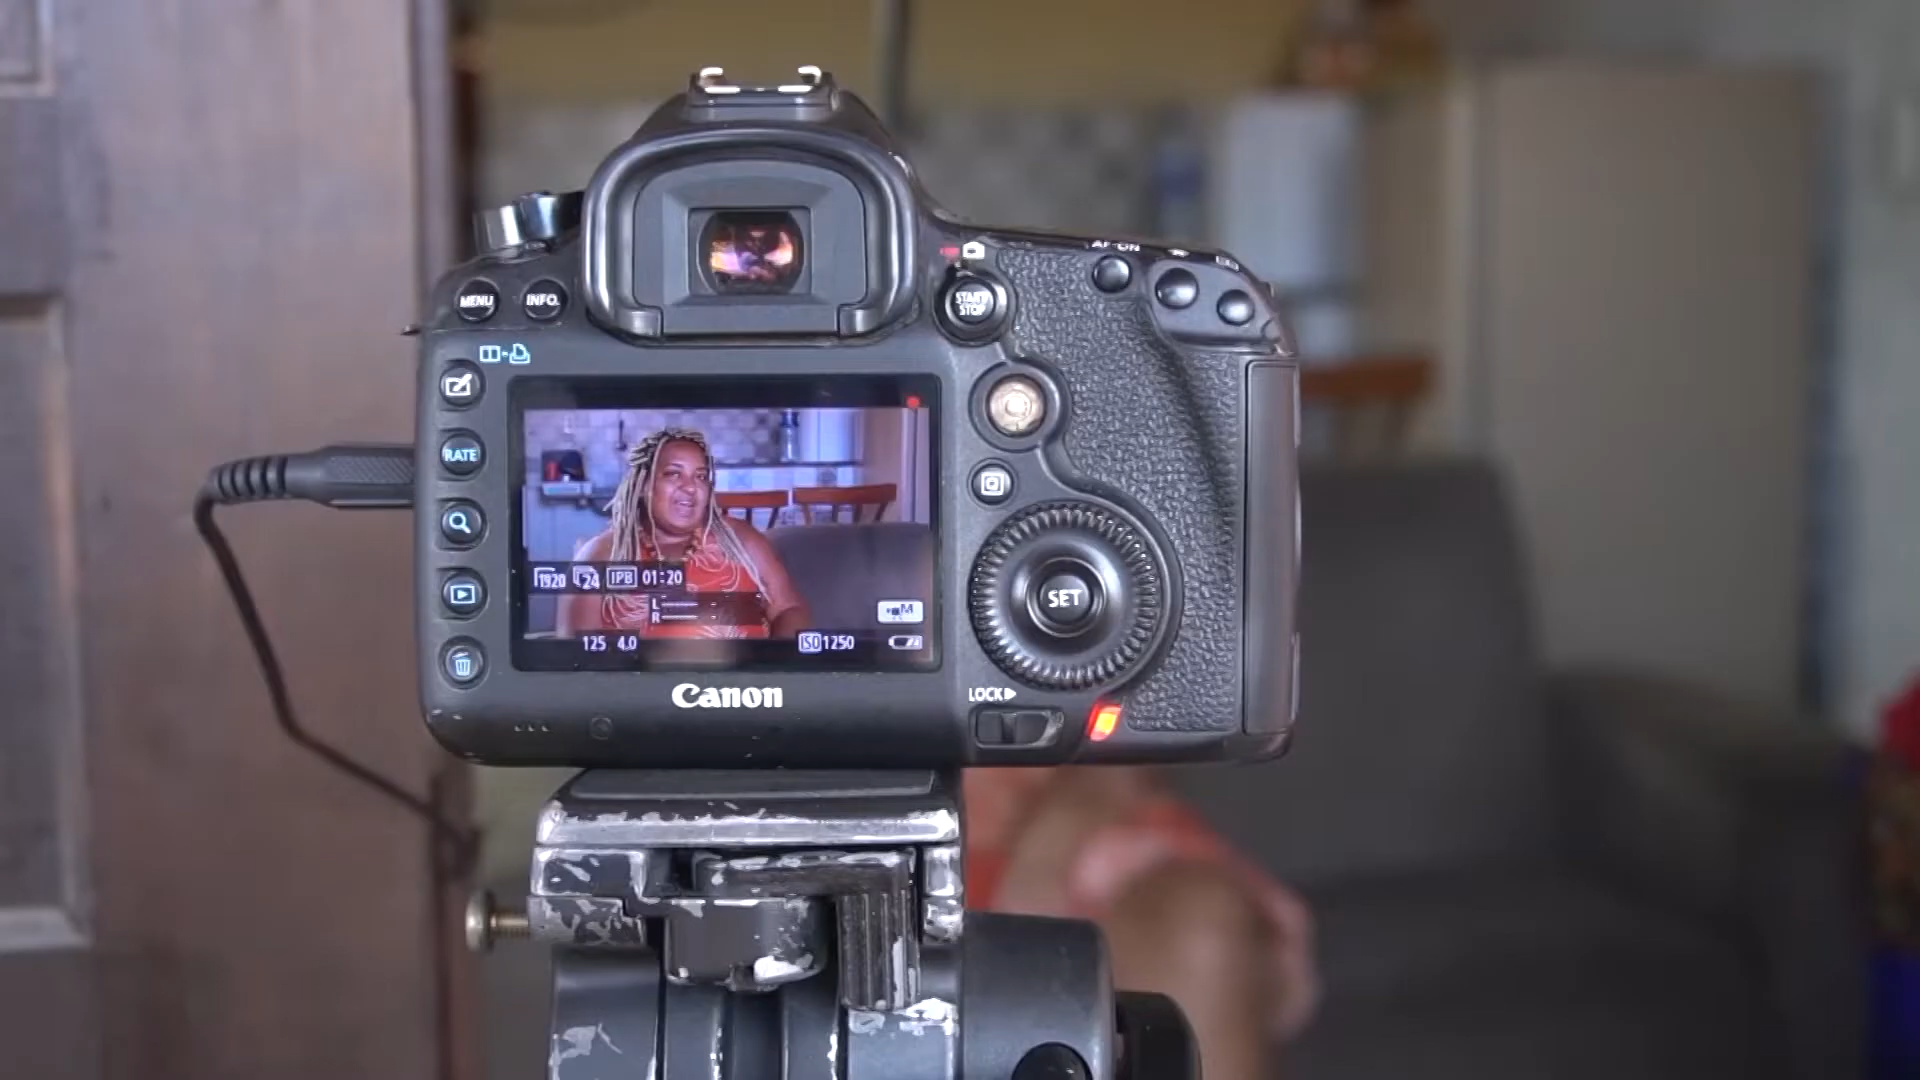 AF-ON
MENU
INFO.
START/
STOP
RATE
1920 24 IPB 01:20
L
R
M
125 4.0 ISO 1250
SET
Canon
LOCK